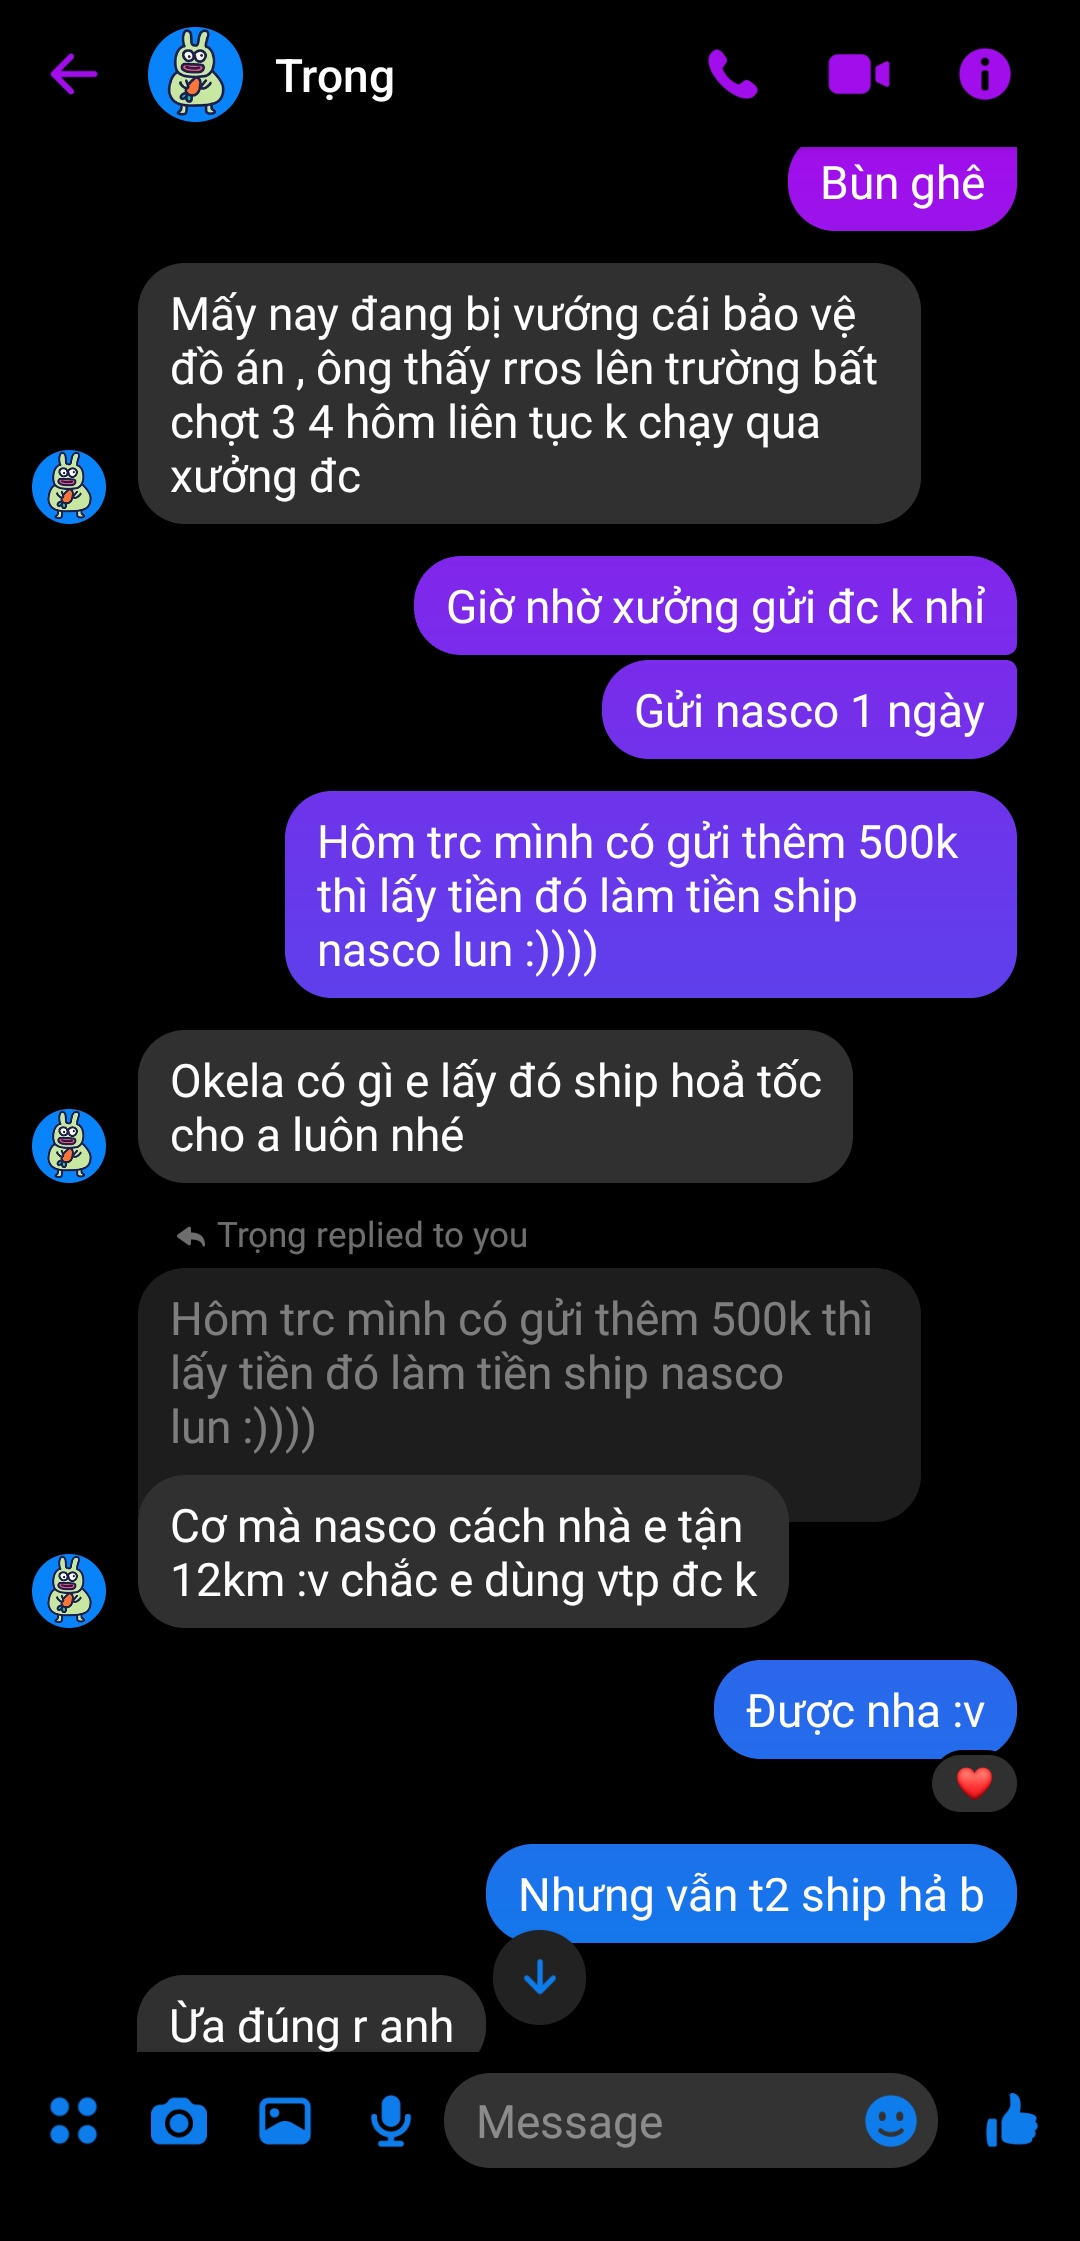 Trọng
Bùn ghê
Mấy nay đang bị vướng cái bảo vệ
đồ án , ông thấy rros lên trường bất
chợt 3 4 hôm liên tục k chạy qua
xưởng đc
Giờ nhờ xưởng gửi đc k nhỉ
Gửi nasco 1 ngày
Hôm trc mình có gửi thêm 500k
thì lấy tiền đó làm tiền ship
nasco lun :))))
Okela có gì e lấy đó ship hoả tốc
cho a luôn nhé
Trọng replied to you
Hôm trc mình có gửi thêm 500k thì
lấy tiền đó làm tiền ship nasco
lun :))))
Cơ mà nasco cách nhà e tận
12km :v chắc e dùng vtp đc k
Được nha :v
Nhưng vẫn t2 ship hả b
Ừa đúng r anh
Message